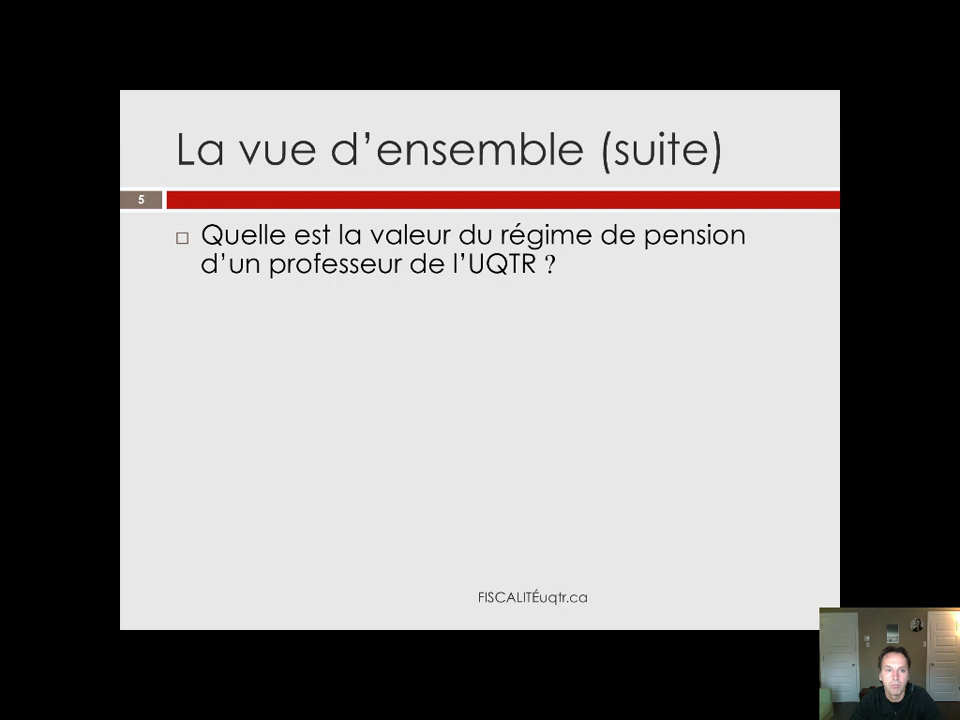 La vue d’ensemble (suite)
5
Quelle est la valeur du régime de pension
d’un professeur de l’UQTR ?
FISCALITÉuqtr.ca